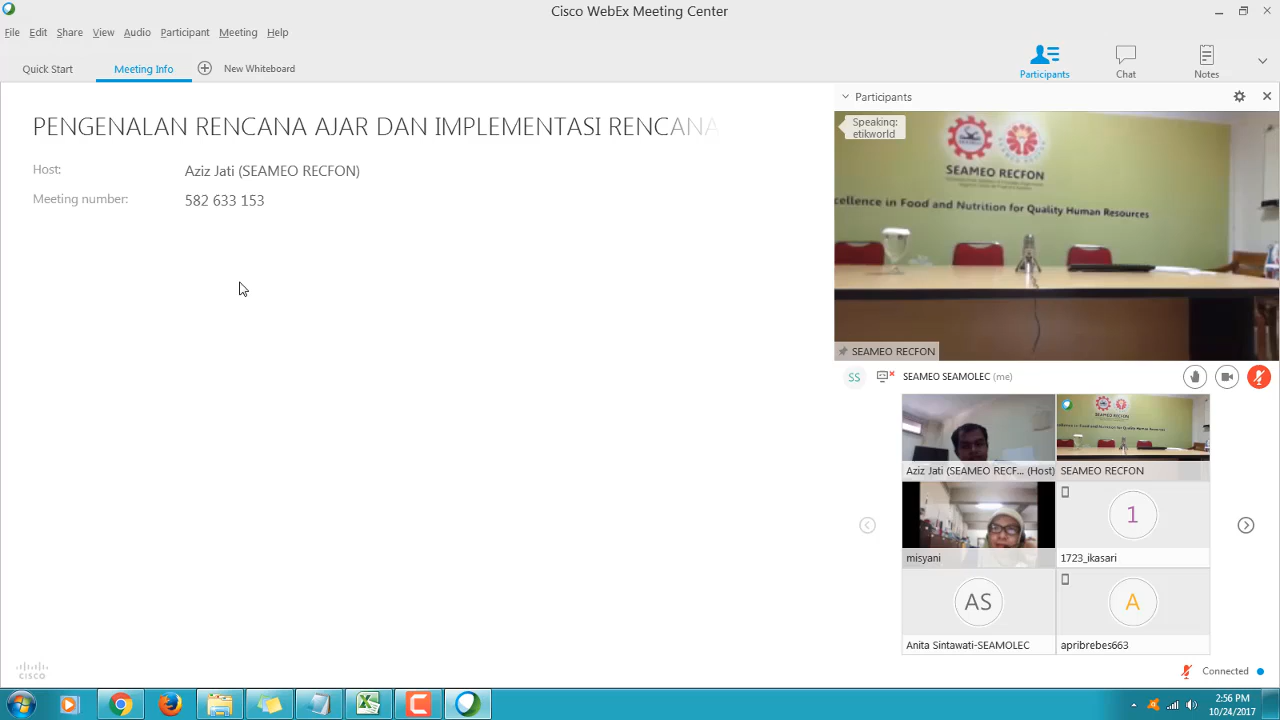 Cisco WebEx Meeting Center
File Edit Share View Audio Participant Meeting Help
Quick Start Meeting Info New Whiteboard
Participants Chat Notes
Participants
PENGENALAN RENCANA AJAR DAN IMPLEMENTASI RENCANA
Host: Aziz Jati (SEAMEO RECFON)
Meeting number: 582 633 153
Speaking:
etikworld
SEAMEO RECFON
cellence in Food and Nutrition for Quality Human Resources
SEAMEO RECFON
SS SEAMEO SEAMOLEC (me)
Aziz Jati (SEAMEO RECF... (Host)
SEAMEO RECFON
misyani
1
1723_ikasari
AS
Anita Sintawati-SEAMOLEC
A
apribrebes663
CISCO
Connected
2:56 PM
10/24/2017